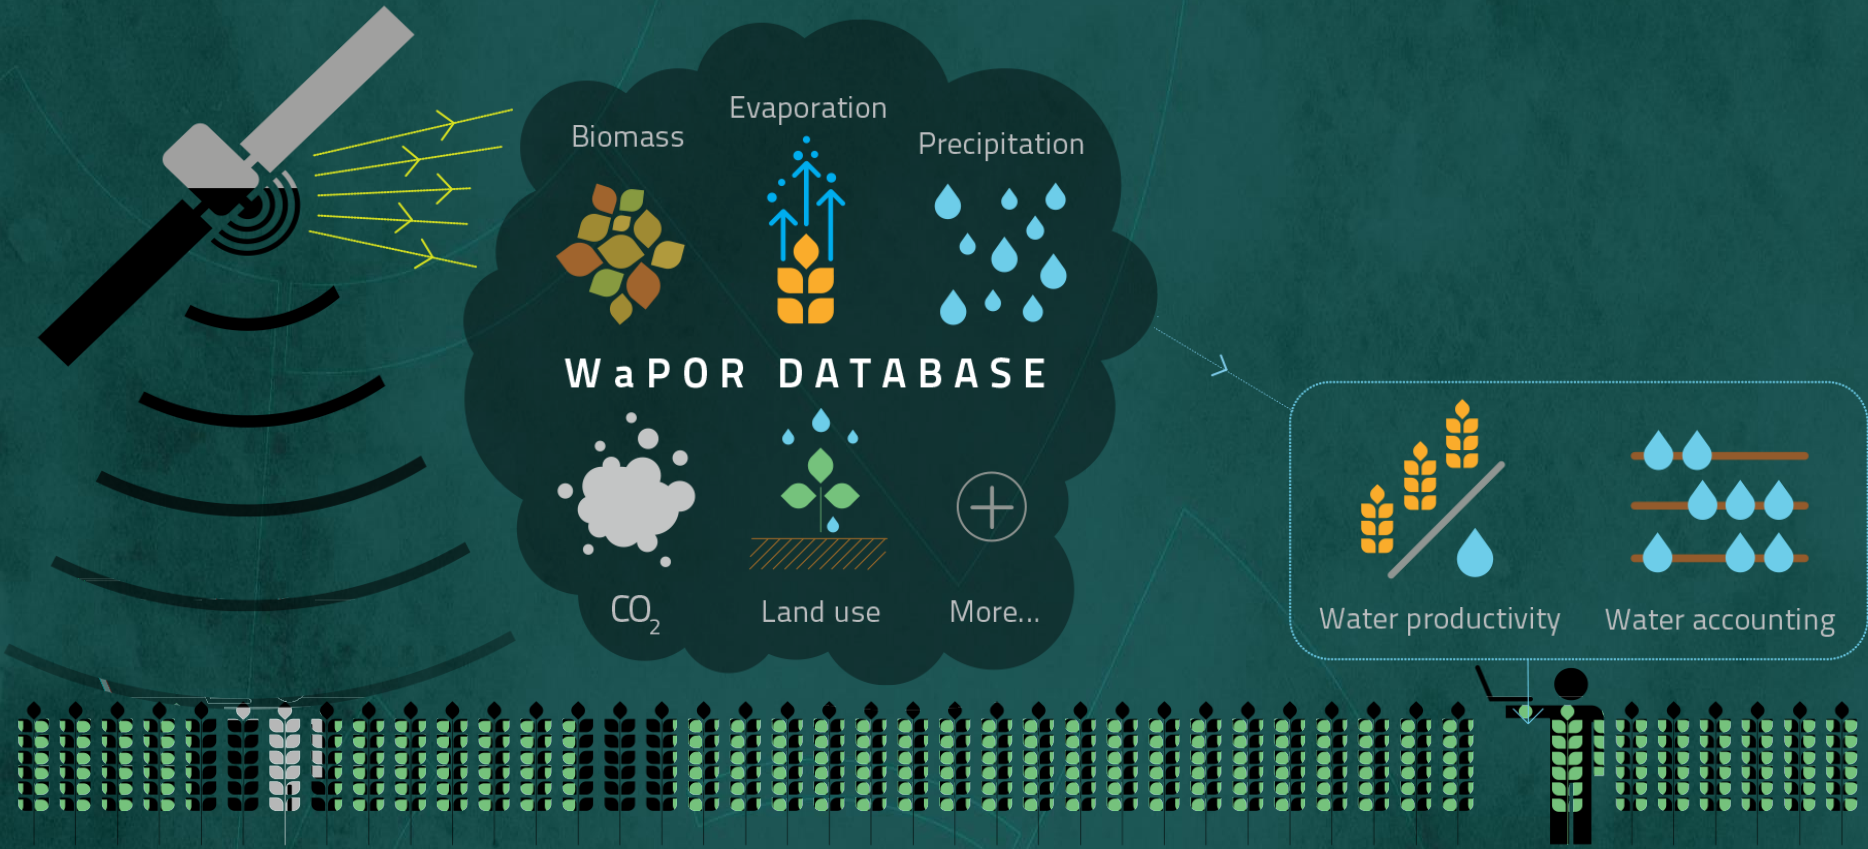 Biomass
Evaporation
Precipitation
WaPOR DATABASE
CO2
Land use
More...
Water productivity
Water accounting